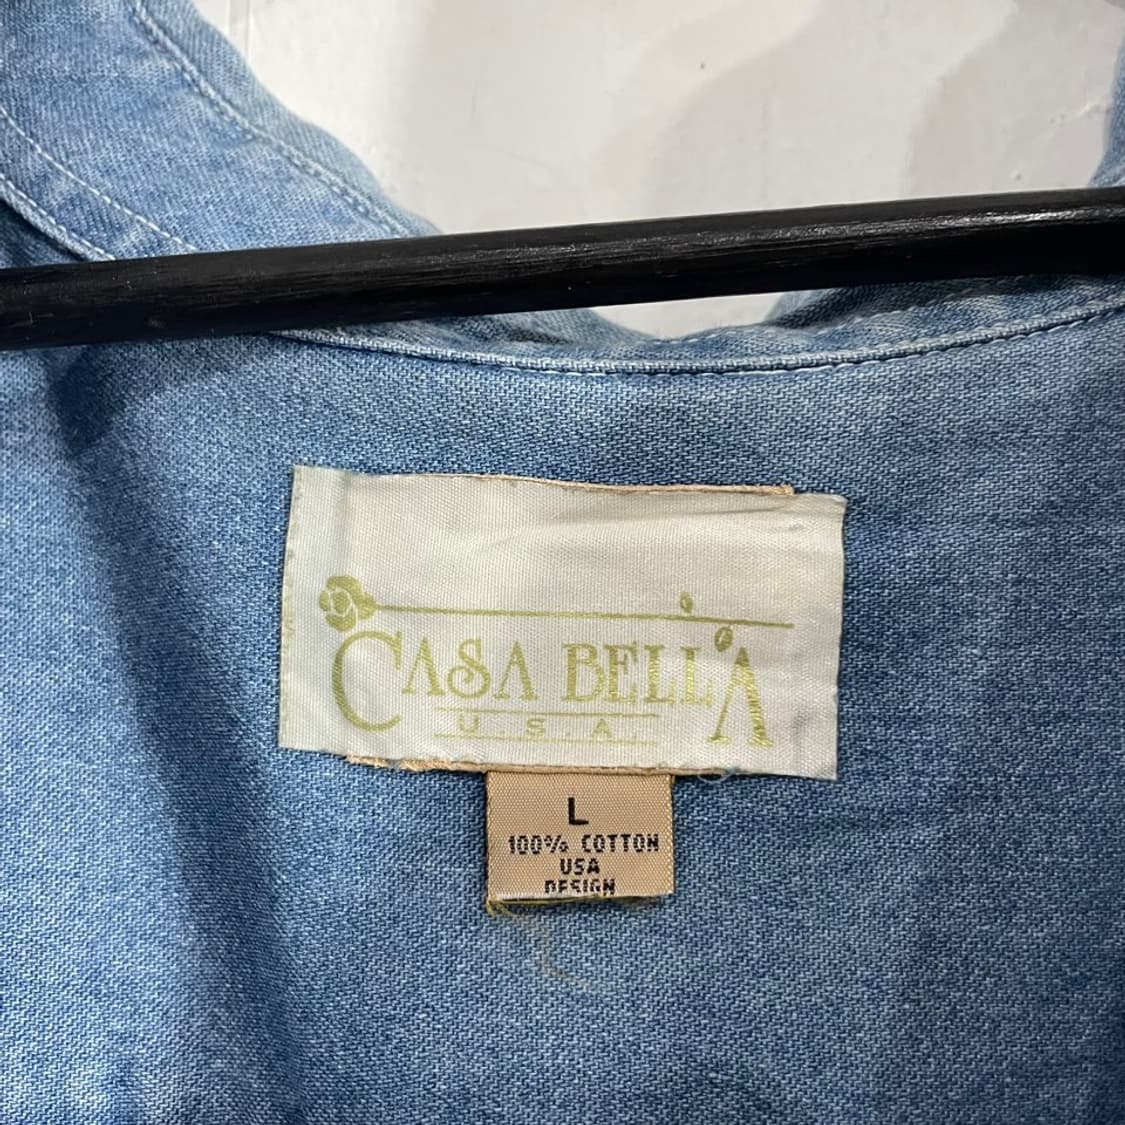 CASA BELLA
U.S.A.
L
100% COTTON
USA
DESIGN